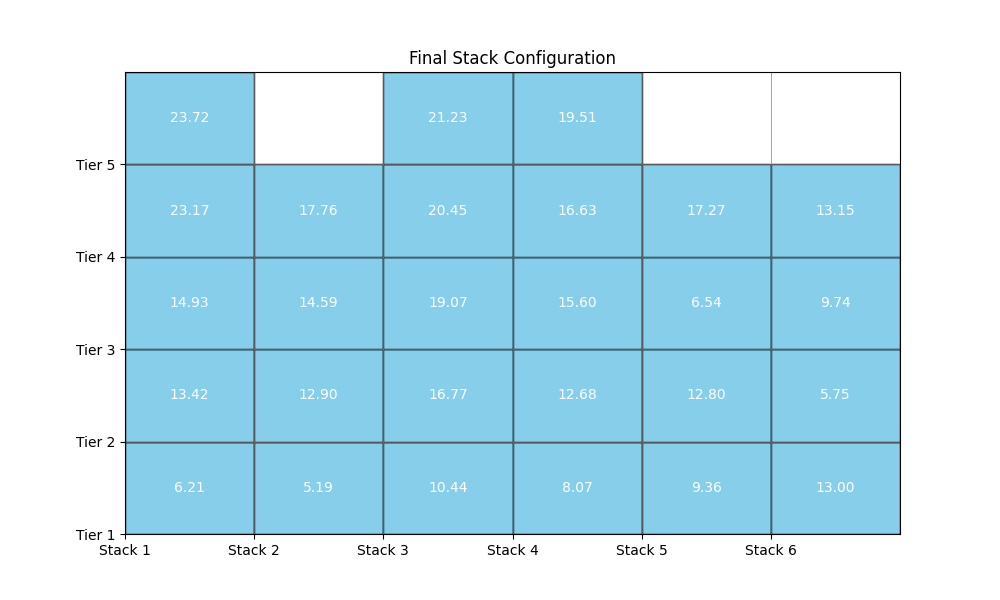 Final Stack Configuration
23.72 21.23 19.51
Tier 5
23.17 17.76 20.45 16.63 17.27 13.15
Tier 4
14.93 14.59 19.07 15.60 6.54 9.74
Tier 3
13.42 12.90 16.77 12.68 12.80 5.75
Tier 2
6.21 5.19 10.44 8.07 9.36 13.00
Tier 1
Stack 1 Stack 2 Stack 3 Stack 4 Stack 5 Stack 6